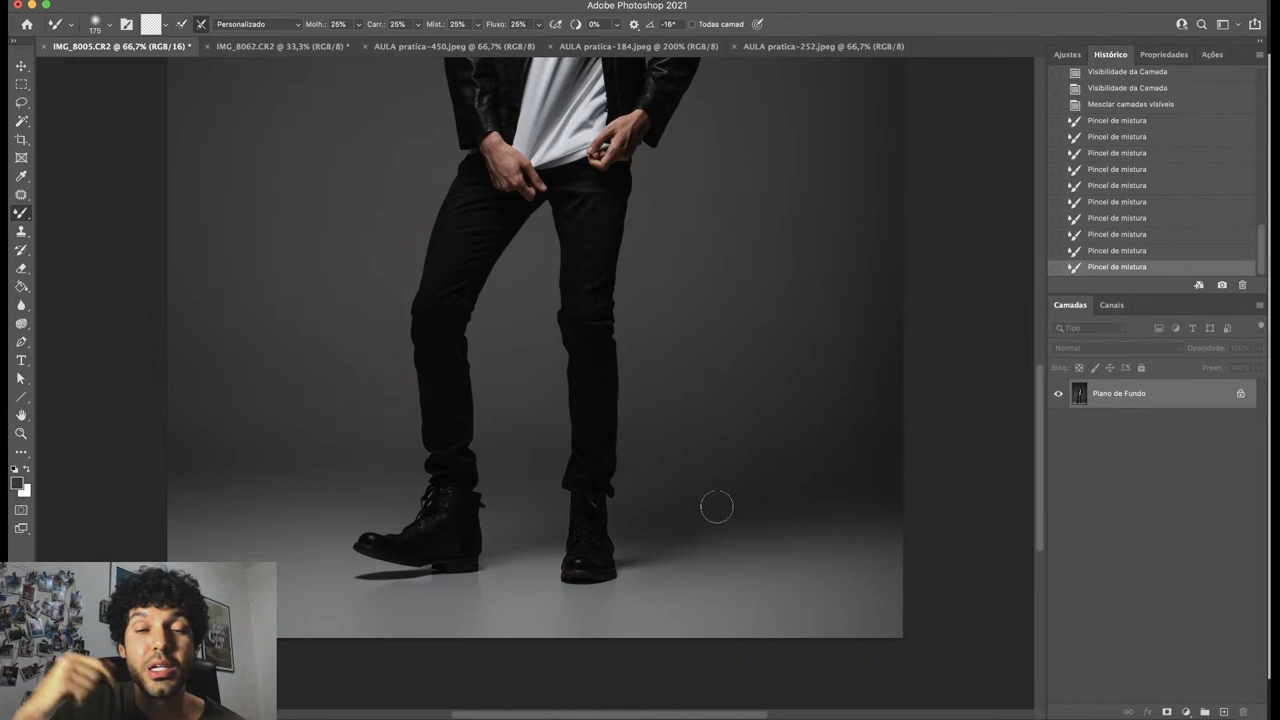 Adobe Photoshop 2021
175 Personalizado Molh.: 25% Carr.: 25% Mist.: 25% Fluxo: 25% 0% -16° Todas camad
IMG_8005.CR2 @ 66,7% (RGB/16) * IMG_8062.CR2 @ 33,3% (RGB/8) * AULA pratica-450.jpeg @ 66,7% (RGB/8) AULA pratica-184.jpeg @ 200% (RGB/8) AULA pratica-252.jpeg @ 66,7% (RGB/8)
Ajustes Histórico Propriedades Ações
Visibilidade da Camada
Visibilidade da Camada
Mesclar camadas visíveis
Pincel de mistura
Pincel de mistura
Pincel de mistura
Pincel de mistura
Pincel de mistura
Pincel de mistura
Pincel de mistura
Pincel de mistura
Pincel de mistura
Pincel de mistura
Camadas Canais
Tipo
Normal Opacidade: 100%
Bloq.: Preen.: 100%
Plano de Fundo